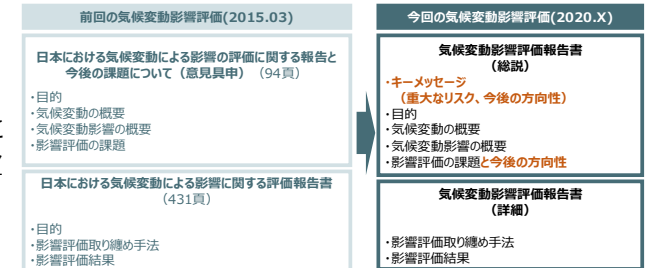 前回の気候変動影響評価(2015.03)
日本における気候変動による影響の評価に関する報告と
今後の課題について（意見具申）（94頁）
・目的
・気候変動の概要
・気候変動影響の概要
・影響評価の課題
日本における気候変動による影響に関する評価報告書
（431頁）
・目的
・影響評価取り纏め手法
・影響評価結果
今回の気候変動影響評価(2020.X)
気候変動影響評価報告書
（総説）
・キーメッセージ
（重大なリスク、今後の方向性）
・目的
・気候変動の概要
・気候変動影響の概要
・影響評価の課題と今後の方向性
気候変動影響評価報告書
（詳細）
・影響評価取り纏め手法
・影響評価結果